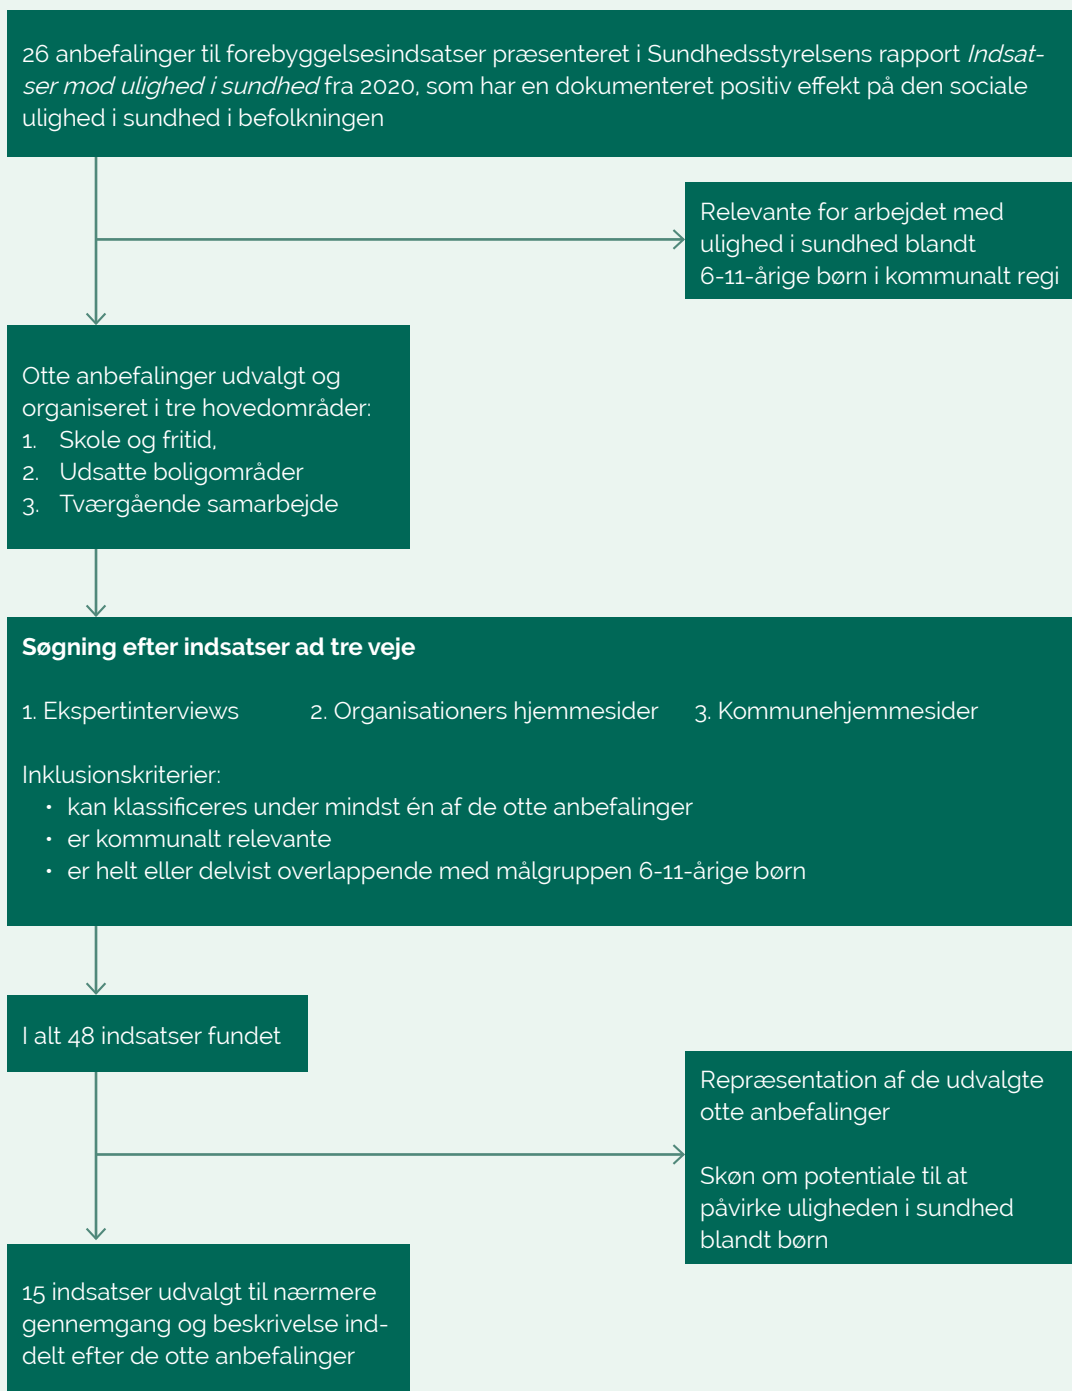 26 anbefalinger til forebyggelsesindsatser præsenteret i Sundhedsstyrelsens rapport Indsat-
ser mod ulighed i sundhed fra 2020, som har en dokumenteret positiv effekt på den sociale
ulighed i sundhed i befolkningen
Relevante for arbejdet med
ulighed i sundhed blandt
6-11-årige børn i kommunalt regi
Otte anbefalinger udvalgt og
organiseret i tre hovedområder:
1. Skole og fritid,
2. Udsatte boligområder
3. Tværgående samarbejde
Søgning efter indsatser ad tre veje
1. Ekspertinterviews 2. Organisationers hjemmesider 3. Kommunehjemmesider
Inklusionskriterier:
• kan klassificeres under mindst én af de otte anbefalinger
• er kommunalt relevante
• er helt eller delvist overlappende med målgruppen 6-11-årige børn
I alt 48 indsatser fundet
Repræsentation af de udvalgte
otte anbefalinger
Skøn om potentiale til at
påvirke uligheden i sundhed
blandt børn
15 indsatser udvalgt til nærmere
gennemgang og beskrivelse ind-
delt efter de otte anbefalinger